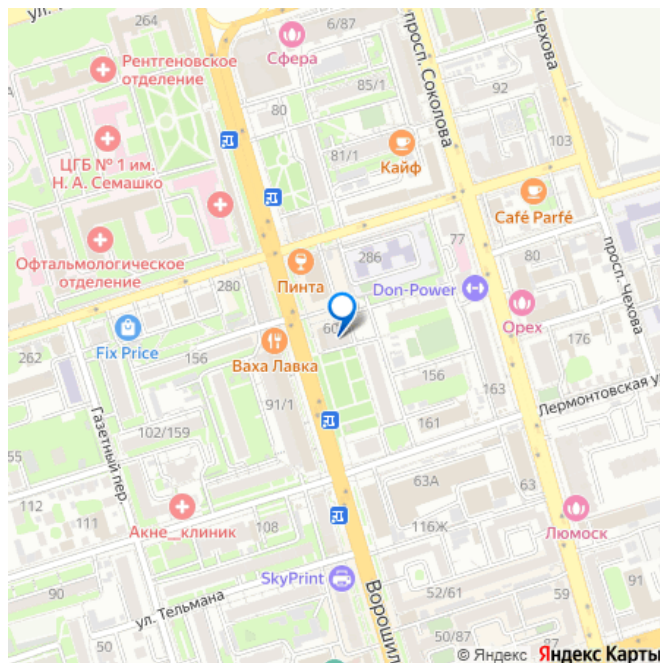 264
6/87
Сфера
Рентгеновское
отделение
85/1
92
просп. Соколова
Чехова
80
103
ЦГБ № 1 им.
Н. А. Семашко
81/1
Кайф
Café Parfé
77
286
80
просп. Чехова
Офтальмологическое
отделение
280
Пинта
Don-Power
Орех
60
Fix Price
262
156
Ваха Лавка
156
176
163
Лермонтовская у
91/1
161
Газетный пер.
102/159
55
112
111
63А
63
Акне_клиник
108
116Ж
Люмоск
SkyPrint
90
ул. Тельмана
52/61
59
91
50
50/87
87
Ворошил
© Яндекс Яндекс Карты